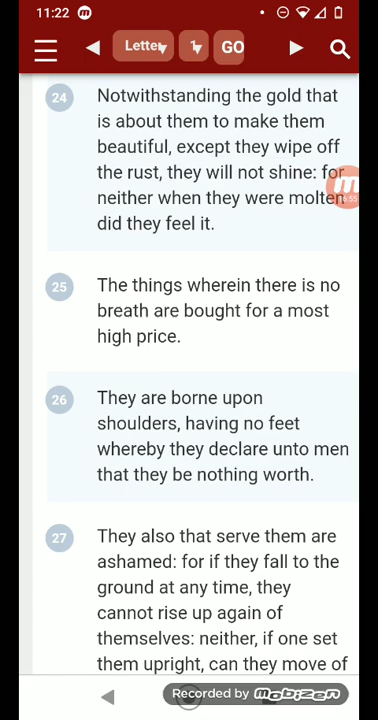 11:22
Letter 1 GO
24 Notwithstanding the gold that
is about them to make them
beautiful, except they wipe off
the rust, they will not shine: for
neither when they were molten
did they feel it.
25 The things wherein there is no
breath are bought for a most
high price.
26 They are borne upon
shoulders, having no feet
whereby they declare unto men
that they be nothing worth.
27 They also that serve them are
ashamed: for if they fall to the
ground at any time, they
cannot rise up again of
themselves: neither, if one set
them upright, can they move of
Recorded by mobizen